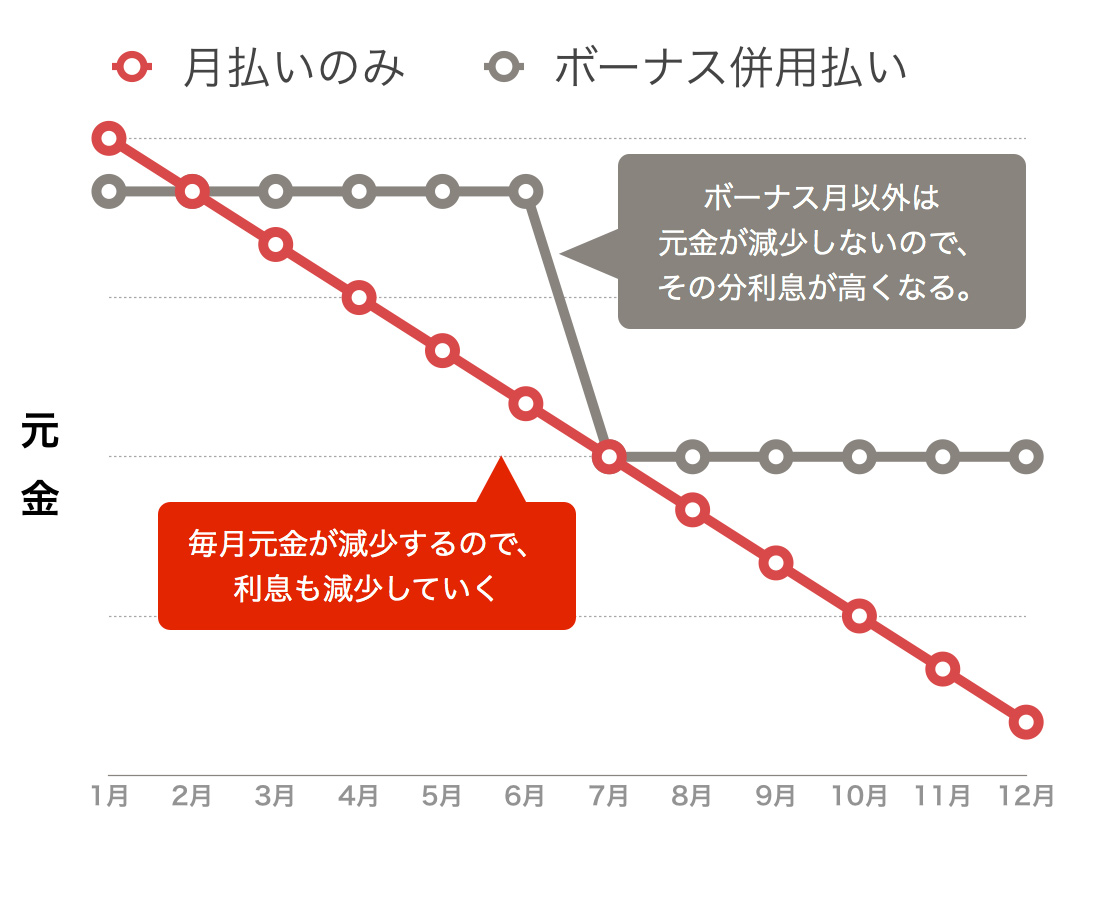 月払いのみ
ボーナス併用払い
ボーナス月以外は
元金が減少しないので、
その分利息が高くなる。
元金
毎月元金が減少するので、
利息も減少していく
1月 2月 3月 4月 5月 6月 7月 8月 9月 10月 11月 12月